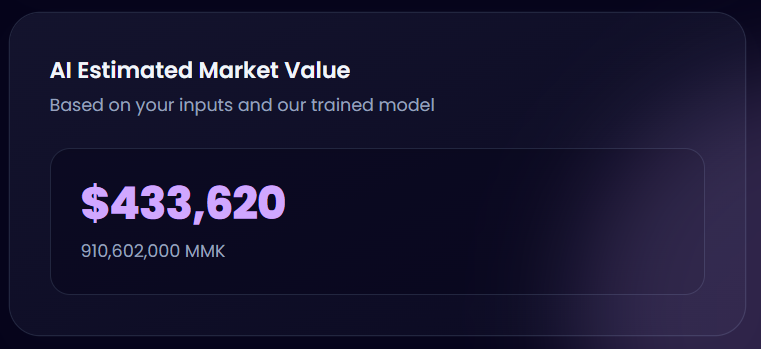 AI Estimated Market Value
Based on your inputs and our trained model
$433,620
910,602,000 MMK